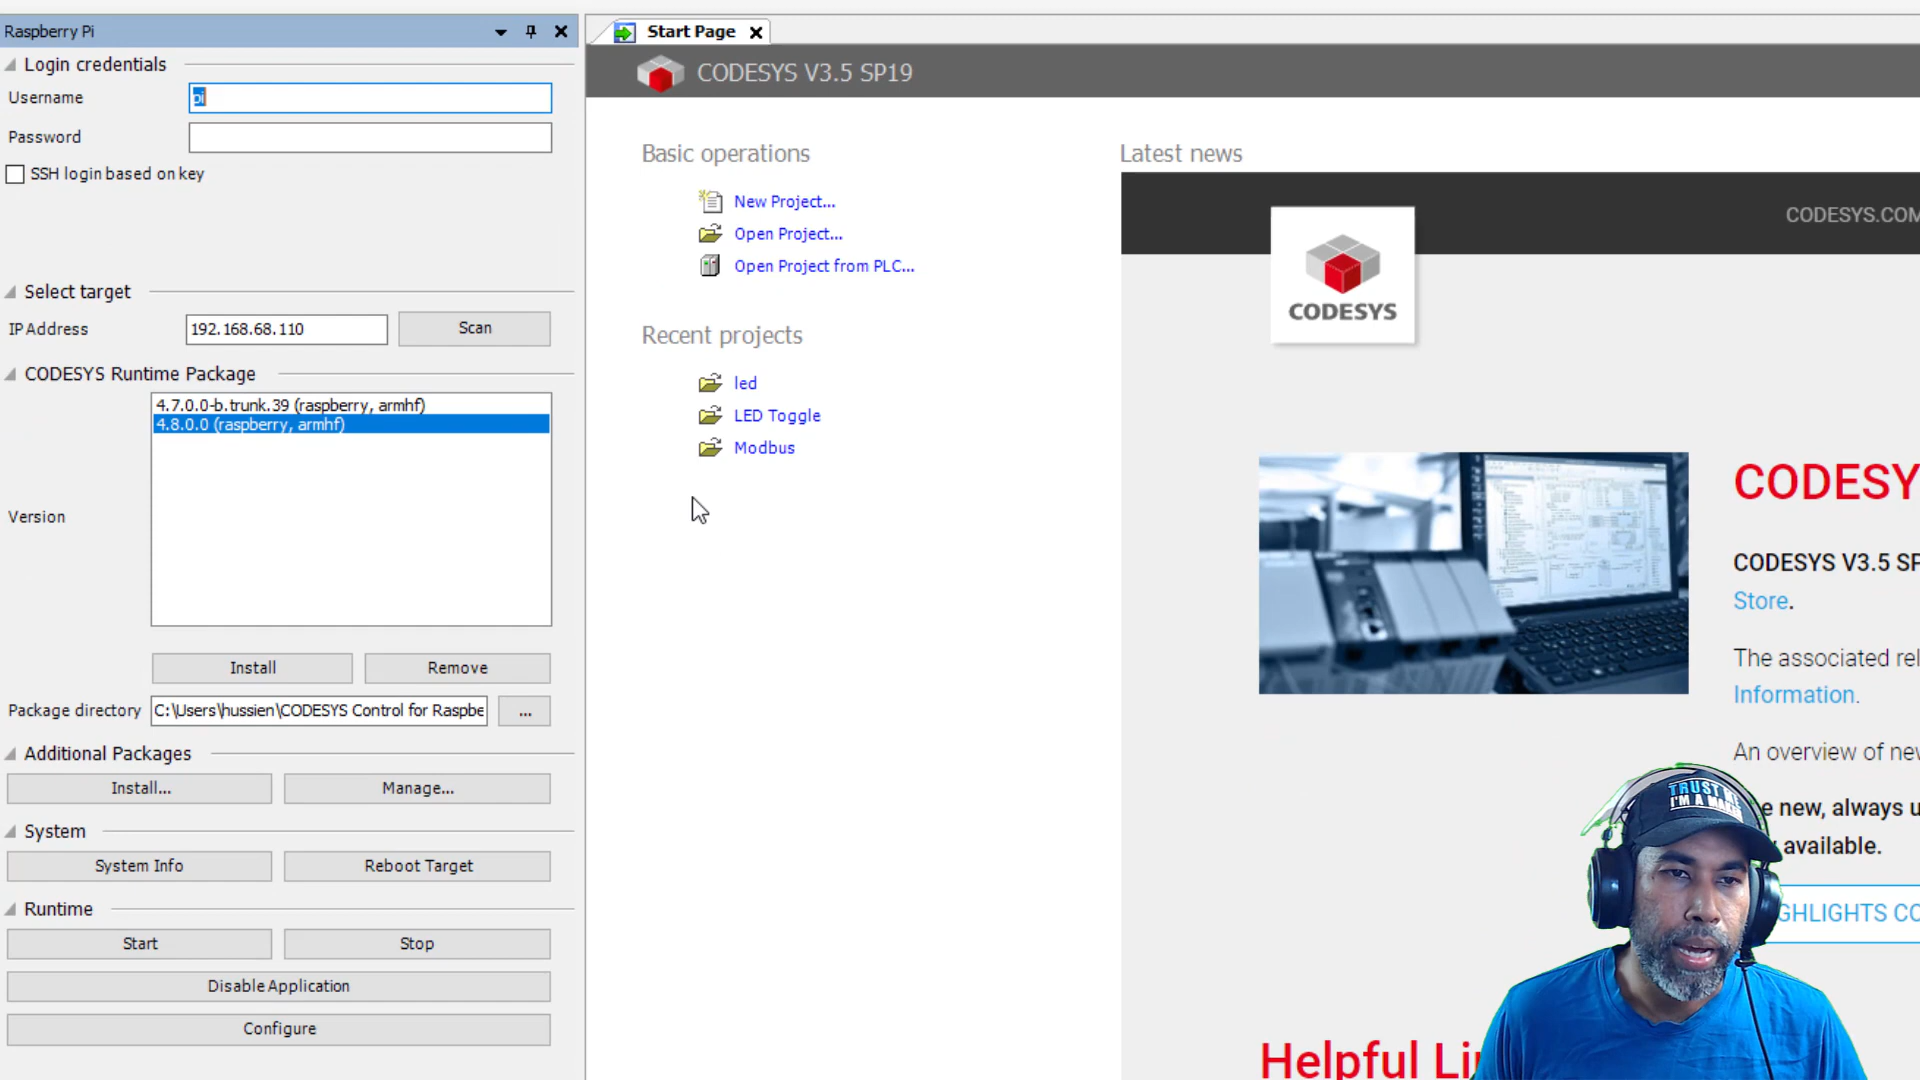 Raspberry Pi
Login credentials
Username
pi
Password
SSH login based on key
Select target
IP Address
192.168.68.110
Scan
CODESYS Runtime Package
4.7.0.0-b.trunk.39 (raspberry, armhf)
4.8.0.0 (raspberry, armhf)
Version
Install
Remove
Package directory
C:\Users\hussien\CODESYS Control for Raspbe
...
Additional Packages
Install...
Manage...
System
System Info
Reboot Target
Runtime
Start
Stop
Disable Application
Configure
Start Page
CODESYS V3.5 SP19
Basic operations
New Project...
Open Project...
Open Project from PLC...
Recent projects
led
LED Toggle
Modbus
Latest news
CODESYS.COM
CODESYS
CODESY
CODESYS V3.5 SP
Store.
The associated rel
Information.
An overview of new
e new, always u
available.
GHLIGHTS CO
Helpful Li
TRUST ME
I'M A